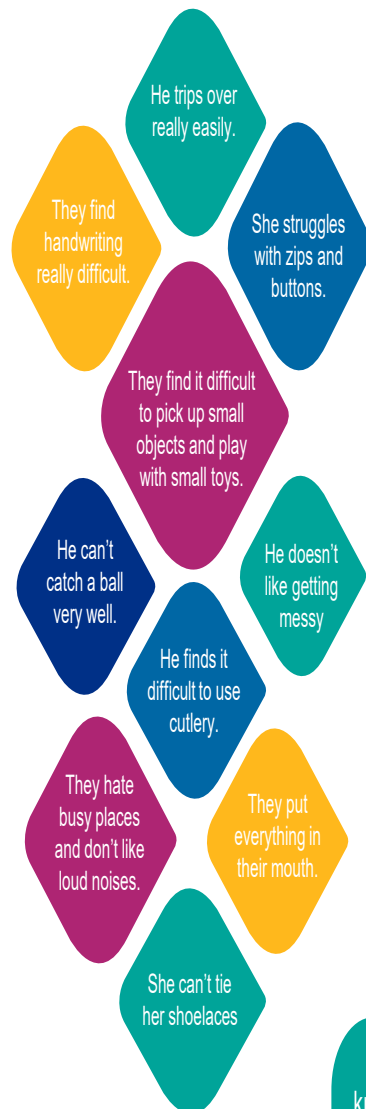 He trips over
really easily.
They find
handwriting
really difficult.
She struggles
with zips and
buttons.
They find it difficult
to pick up small
objects and play
with small toys.
He can't
catch a ball
very well.
He doesn't
like getting
messy
He finds it
difficult to use
cutlery.
They hate
busy places
and don't like
loud noises.
They put
everything in
their mouth.
She can't tie
her shoelaces